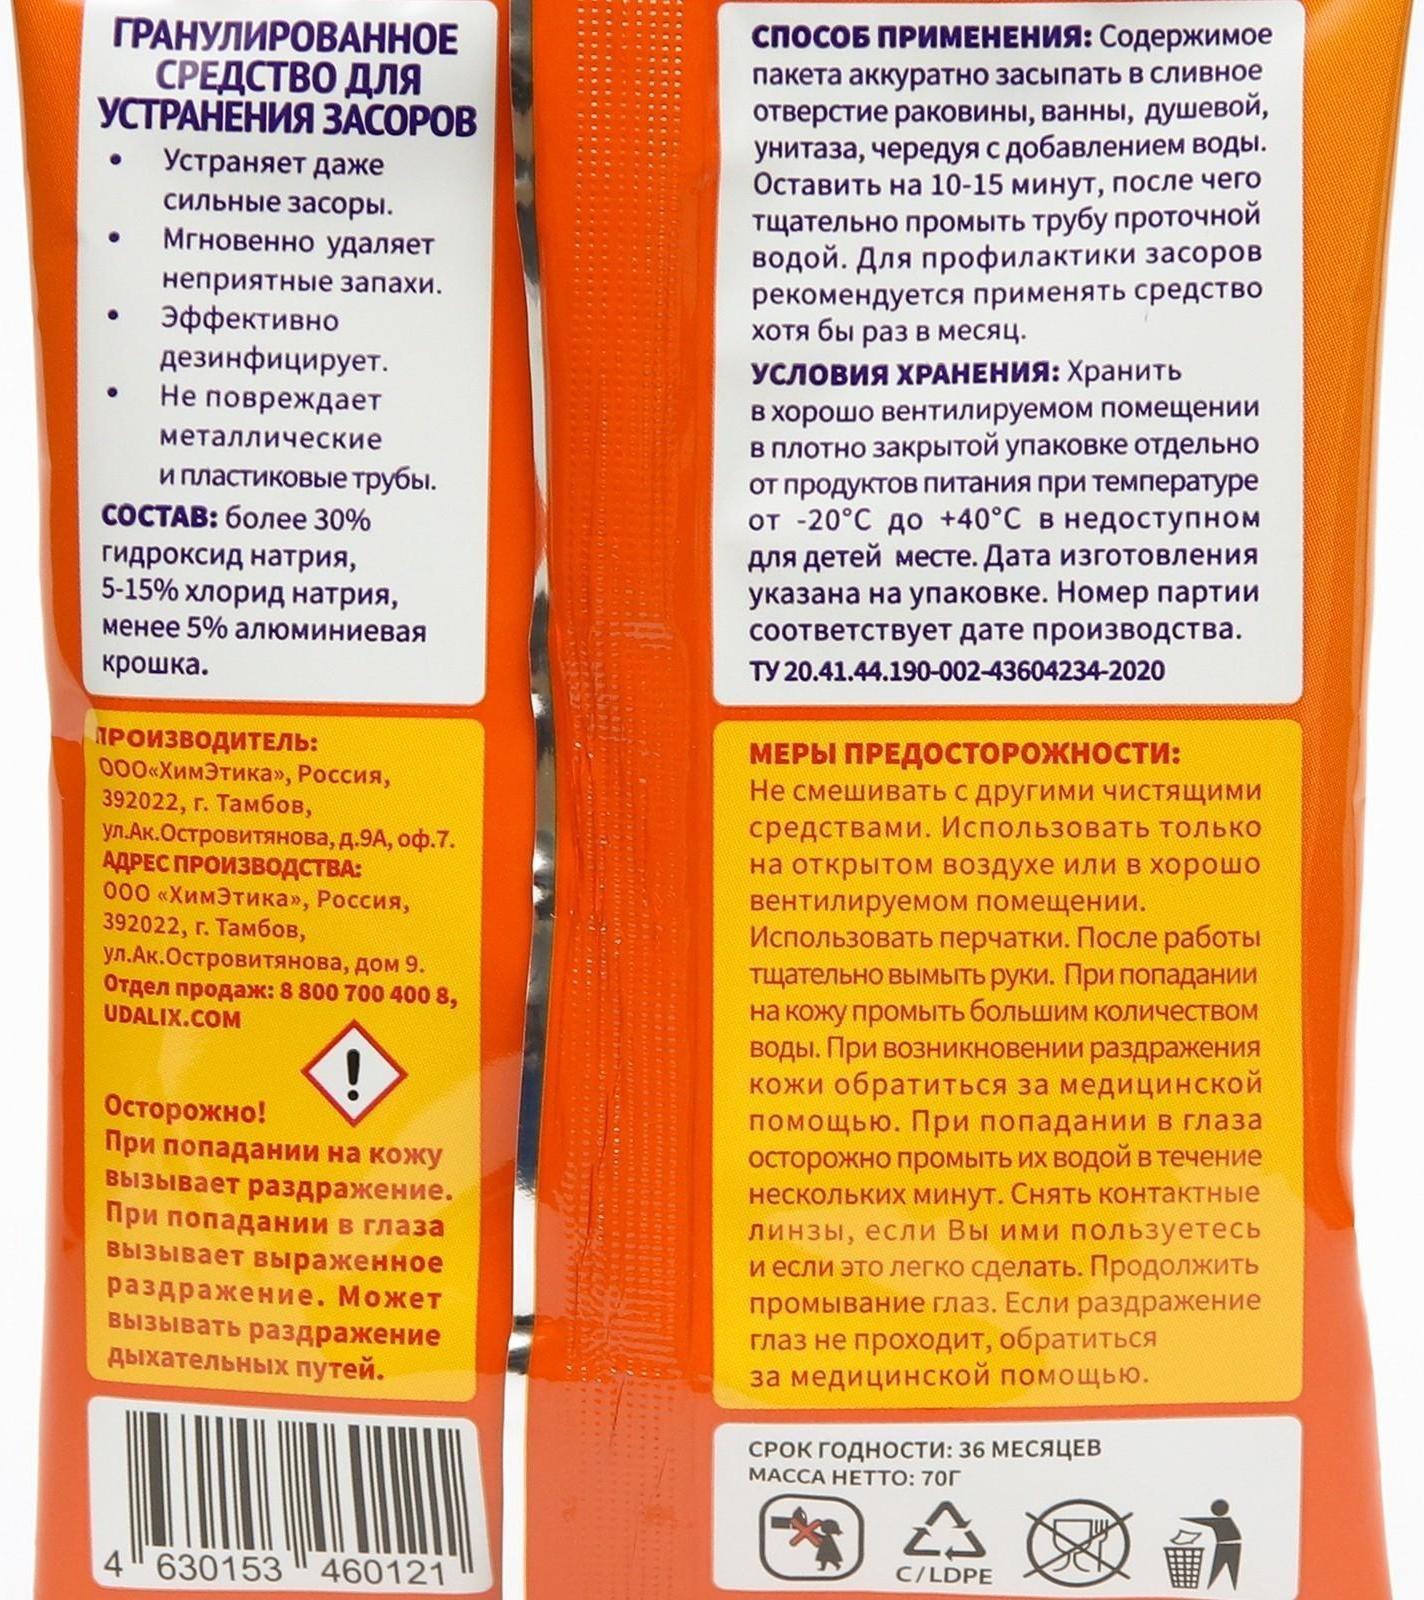 ГРАНУЛИРОВАННОЕ
СРЕДСТВО ДЛЯ
УСТРАНЕНИЯ ЗАСОРОВ
• Устраняет даже
сильные засоры.
• Мгновенно удаляет
неприятные запахи.
• Эффективно
дезинфицирует.
• Не повреждает
металлические
и пластиковые трубы.
СОСТАВ: более 30%
гидроксид натрия,
5-15% хлорид натрия,
менее 5% алюминиевая
крошка.
ПРОИЗВОДИТЕЛЬ:
ООО«ХимЭтика», Россия,
392022, г. Тамбов,
ул.Ак.Островитянова, д.9А, оф.7.
АДРЕС ПРОИЗВОДСТВА:
ООО «ХимЭтика», Россия,
392022, г. Тамбов,
ул.Ак.Островитянова, дом 9.
Отдел продаж: 8 800 700 400 8,
UDALIX.COM
Осторожно!
При попадании на кожу
вызывает раздражение.
При попадании в глаза
вызывает выраженное
раздражение. Может
вызывать раздражение
дыхательных путей.
4 630153 460121
СПОСОБ ПРИМЕНЕНИЯ: Содержимое
пакета аккуратно засыпать в сливное
отверстие раковины, ванны, душевой,
унитаза, чередуя с добавлением воды.
Оставить на 10-15 минут, после чего
тщательно промыть трубу проточной
водой. Для профилактики засоров
рекомендуется применять средство
хотя бы раз в месяц.
УСЛОВИЯ ХРАНЕНИЯ: Хранить
в хорошо вентилируемом помещении
в плотно закрытой упаковке отдельно
от продуктов питания при температуре
от -20°C до +40°C в недоступном
для детей месте. Дата изготовления
указана на упаковке. Номер партии
соответствует дате производства.
ТУ 20.41.44.190-002-43604234-2020
МЕРЫ ПРЕДОСТОРОЖНОСТИ:
Не смешивать с другими чистящими
средствами. Использовать только
на открытом воздухе или в хорошо
вентилируемом помещении.
Использовать перчатки. После работы
тщательно вымыть руки. При попадании
на кожу промыть большим количеством
воды. При возникновении раздражения
кожи обратиться за медицинской
помощью. При попадании в глаза
осторожно промыть их водой в течение
нескольких минут. Снять контактные
линзы, если Вы ими пользуетесь
и если это легко сделать. Продолжить
промывание глаз. Если раздражение
глаз не проходит, обратиться
за медицинской помощью.
СРОК ГОДНОСТИ: 36 МЕСЯЦЕВ
МАССА НЕТТО: 70Г
C/LDPE